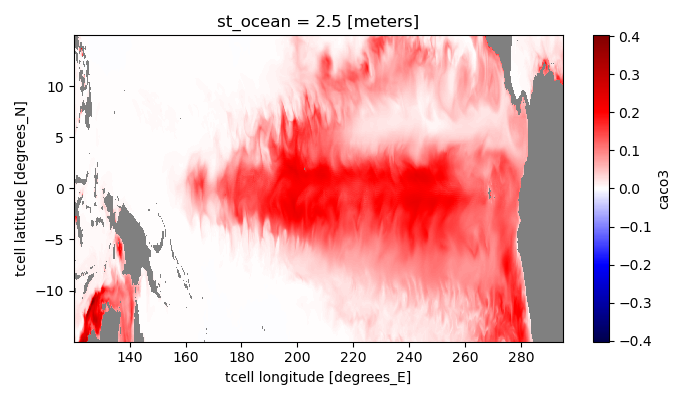 st_ocean = 2.5 [meters]
10
5
0
−5
−10
tcell latitude [degrees_N]
140 160 180 200 220 240 260 280
tcell longitude [degrees_E]
0.4
0.3
0.2
0.1
0.0
−0.1
−0.2
−0.3
−0.4
caco3